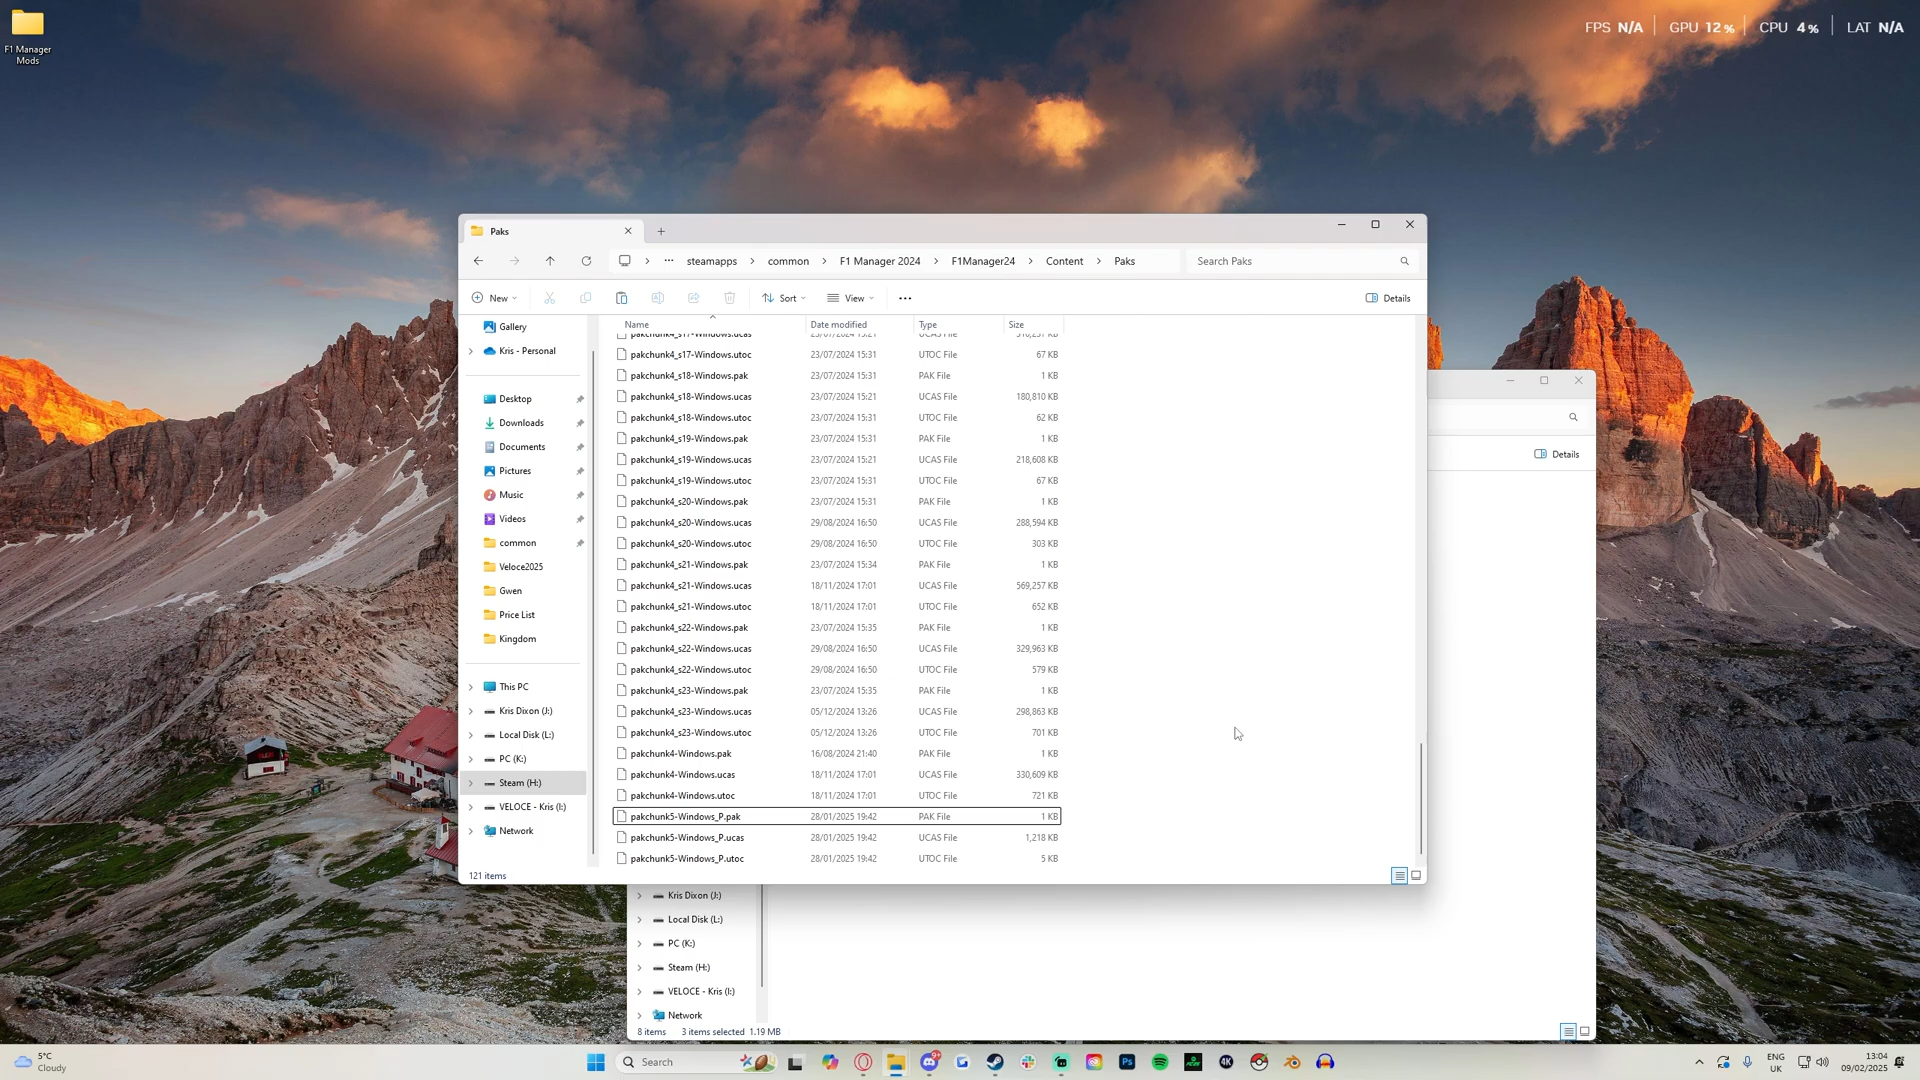 F1 Manager
Mods
FPS N/A GPU 12% CPU 4% LAT N/A
Paks
steamapps common F1 Manager 2024 F1Manager24 Content Paks
Search Paks
New Sort View Details
Gallery
Kris - Personal
Desktop
Downloads
Documents
Pictures
Music
Videos
common
Veloce2025
Gwen
Price List
Kingdom
This PC
Kris Dixon (J:)
Local Disk (L:)
PC (K:)
Steam (H:)
VELOCE - Kris (I:)
Network
Name Date modified Type Size
pakchunk4_s17-Windows.utoc 23/07/2024 15:31 UTOC File 67 KB
pakchunk4_s18-Windows.pak 23/07/2024 15:31 PAK File 1 KB
pakchunk4_s18-Windows.ucas 23/07/2024 15:21 UCAS File 180,810 KB
pakchunk4_s18-Windows.utoc 23/07/2024 15:31 UTOC File 62 KB
pakchunk4_s19-Windows.pak 23/07/2024 15:31 PAK File 1 KB
pakchunk4_s19-Windows.ucas 23/07/2024 15:21 UCAS File 218,608 KB
pakchunk4_s19-Windows.utoc 23/07/2024 15:31 UTOC File 67 KB
pakchunk4_s20-Windows.pak 23/07/2024 15:31 PAK File 1 KB
pakchunk4_s20-Windows.ucas 29/08/2024 16:50 UCAS File 288,594 KB
pakchunk4_s20-Windows.utoc 29/08/2024 16:50 UTOC File 303 KB
pakchunk4_s21-Windows.pak 23/07/2024 15:34 PAK File 1 KB
pakchunk4_s21-Windows.ucas 18/11/2024 17:01 UCAS File 569,257 KB
pakchunk4_s21-Windows.utoc 18/11/2024 17:01 UTOC File 652 KB
pakchunk4_s22-Windows.pak 23/07/2024 15:35 PAK File 1 KB
pakchunk4_s22-Windows.ucas 29/08/2024 16:50 UCAS File 329,963 KB
pakchunk4_s22-Windows.utoc 29/08/2024 16:50 UTOC File 579 KB
pakchunk4_s23-Windows.pak 23/07/2024 15:35 PAK File 1 KB
pakchunk4_s23-Windows.ucas 05/12/2024 13:26 UCAS File 298,863 KB
pakchunk4_s23-Windows.utoc 05/12/2024 13:26 UTOC File 701 KB
pakchunk4-Windows.pak 16/08/2024 21:40 PAK File 1 KB
pakchunk4-Windows.ucas 18/11/2024 17:01 UCAS File 330,609 KB
pakchunk4-Windows.utoc 18/11/2024 17:01 UTOC File 721 KB
pakchunk5-Windows_P.pak 28/01/2025 19:42 PAK File 1 KB
pakchunk5-Windows_P.ucas 28/01/2025 19:42 UCAS File 1,218 KB
pakchunk5-Windows_P.utoc 28/01/2025 19:42 UTOC File 5 KB
121 items
Details
Kris Dixon (J:)
Local Disk (L:)
PC (K:)
Steam (H:)
VELOCE - Kris (I:)
Network
8 items 3 items selected 1.19 MB
5°C
Cloudy
Search
Ps
4K
ENG
UK
13:04
09/02/2025